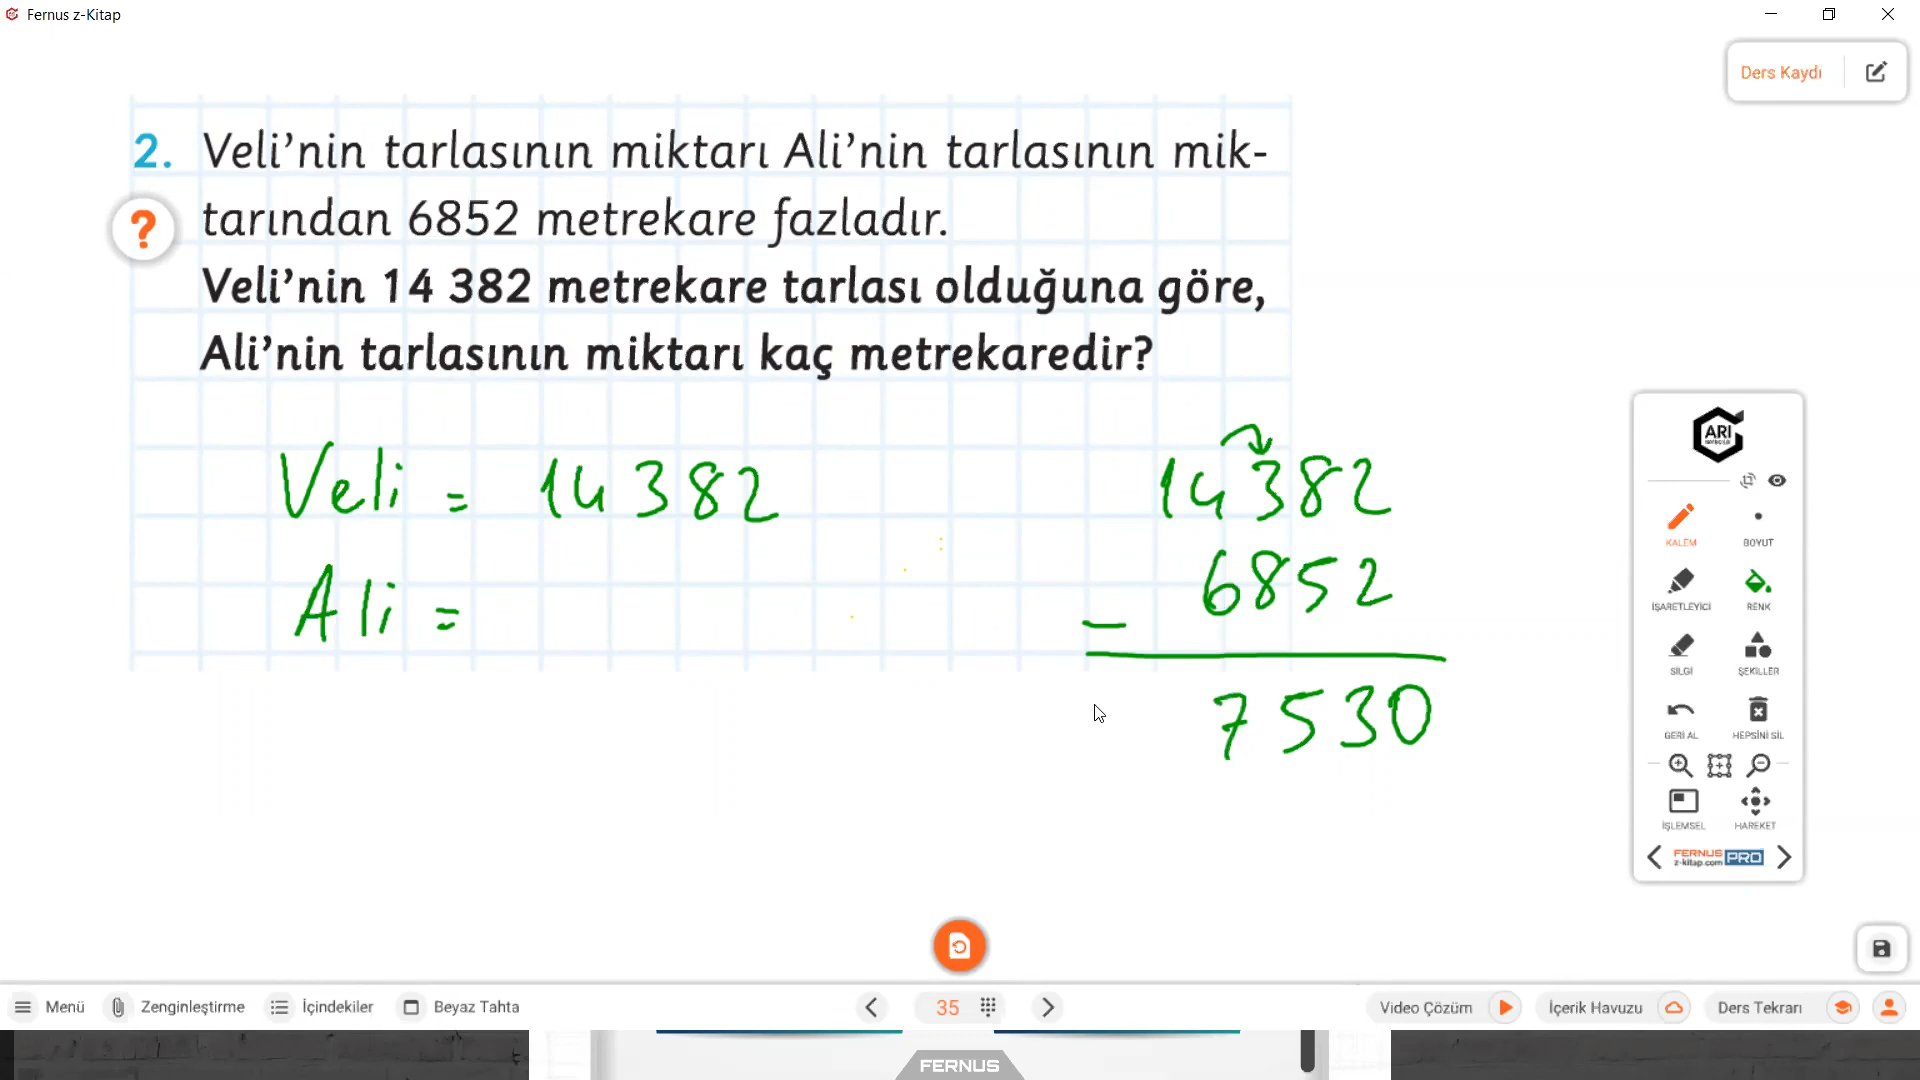 Fernus z-Kitap
Ders Kaydı
2. Veli’nin tarlasının miktarı Ali’nin tarlasının mik-
tarından 6852 metrekare fazladır.
?
Veli’nin 14 382 metrekare tarlası olduğuna göre,
Ali’nin tarlasının miktarı kaç metrekaredir?
Veli = 14382
Ali =
14382
6852
-
7530
ARI
KALEM
BOYUT
İŞARETLEYİCİ
RENK
SİLGİ
ŞEKİLLER
GERİ AL
HEPSİNİ SİL
İŞLEMSEL
HAREKET
FERNUS
z-kitap.com PRO
Menü
Zenginleştirme
İçindekiler
Beyaz Tahta
35
Video Çözüm
İçerik Havuzu
Ders Tekrarı
FERNUS